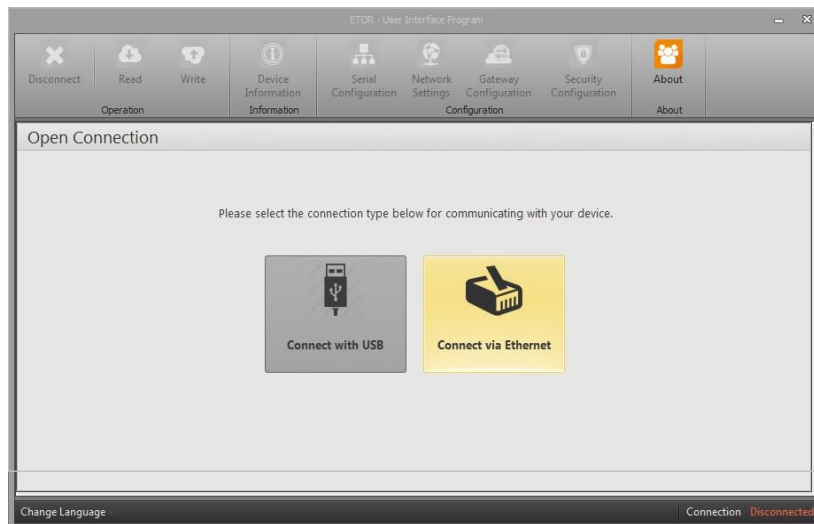 ETOR - User Interface Program
Disconnect
Read
Write
Device
Information
Serial
Configuration
Network
Settings
Gateway
Configuration
Security
Configuration
About
Operation
Information
Configuration
About
Open Connection
Please select the connection type below for communicating with your device.
Connect with USB
Connect via Ethernet
Change Language
Connection Disconnected